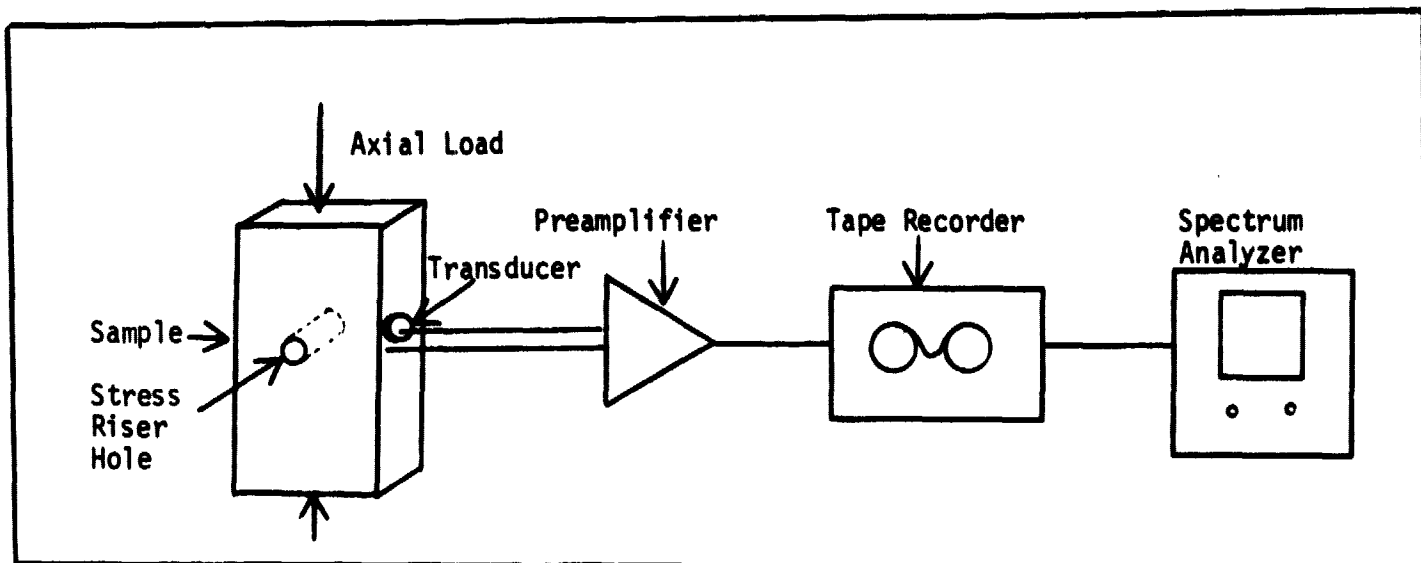 Axial Load
Preamplifier
Tape Recorder
Spectrum
Analyzer
Transducer
Sample
Stress
Riser
Hole